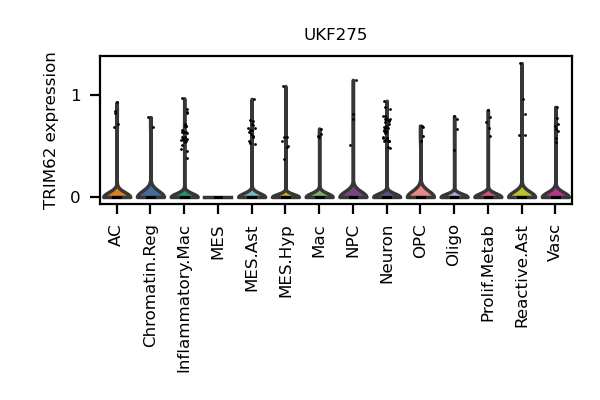 UKF275
TRIM62 expression
1
0
AC
Chromatin.Reg
Inflammatory.Mac
MES
MES.Ast
MES.Hyp
Mac
NPC
Neuron
OPC
Oligo
Prolif.Metab
Reactive.Ast
Vasc